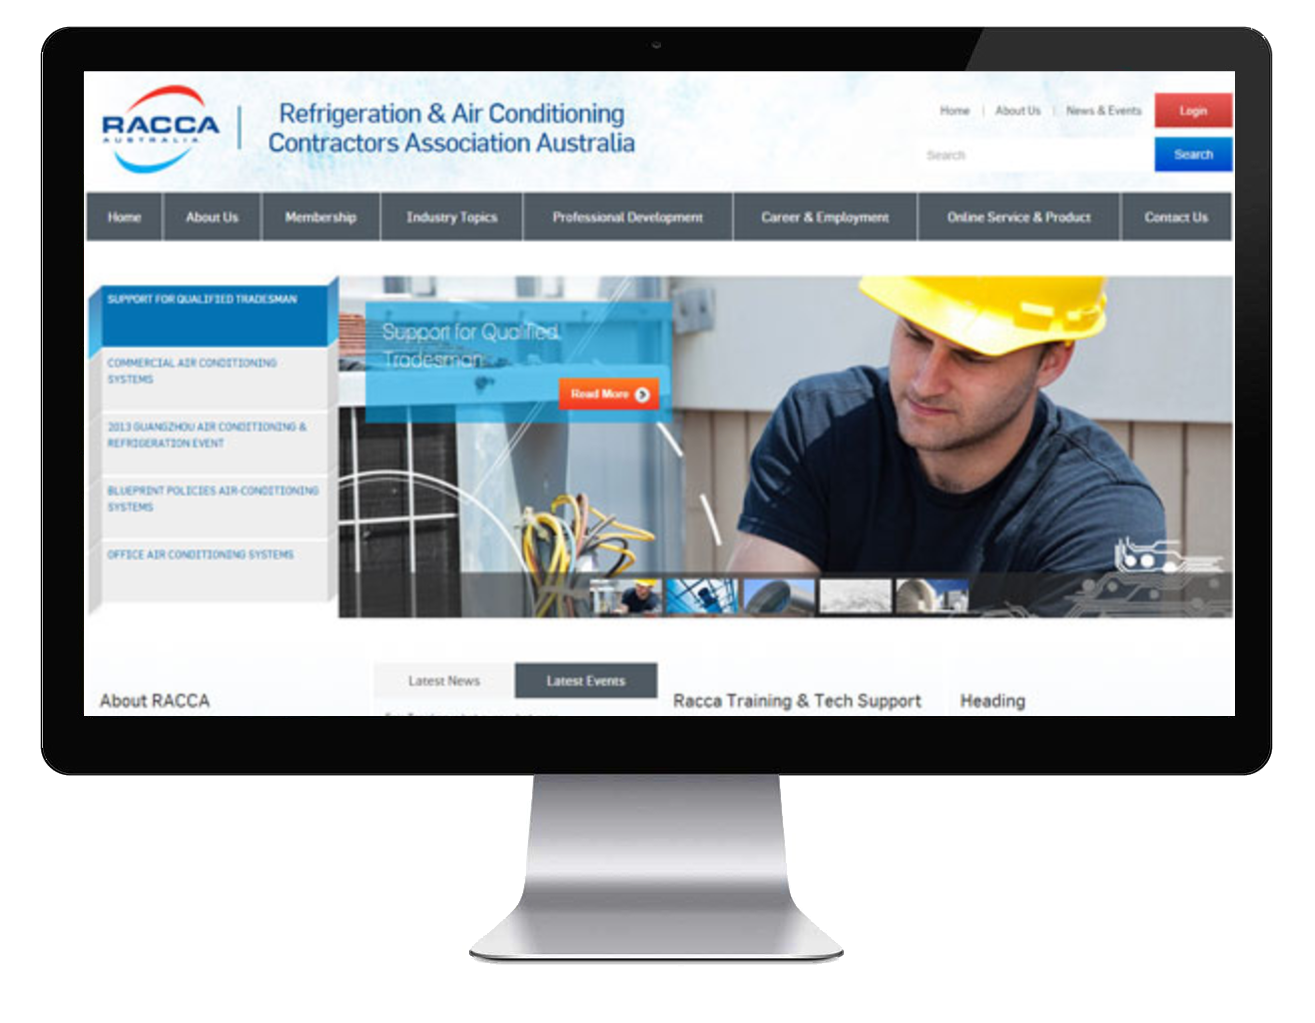 RACCA
AUSTRALIA
Refrigeration & Air Conditioning
Contractors Association Australia
Home | About Us | News & Events
Login
Search
Search
Home
About Us
Membership
Industry Topics
Professional Development
Career & Employment
Online Service & Product
Contact Us
SUPPORT FOR QUALIFIED TRADESMAN
COMMERCIAL AIR CONDITIONING
SYSTEMS
2013 GUANGZHOU AIR CONDITIONING &
REFRIGERATION EVENT
BLUEPRINT POLICIES AIR-CONDITIONING
SYSTEMS
OFFICE AIR CONDITIONING SYSTEMS
Support for Qualified
Tradesman
Read More
About RACCA
Latest News
Latest Events
Racca Training & Tech Support
Heading